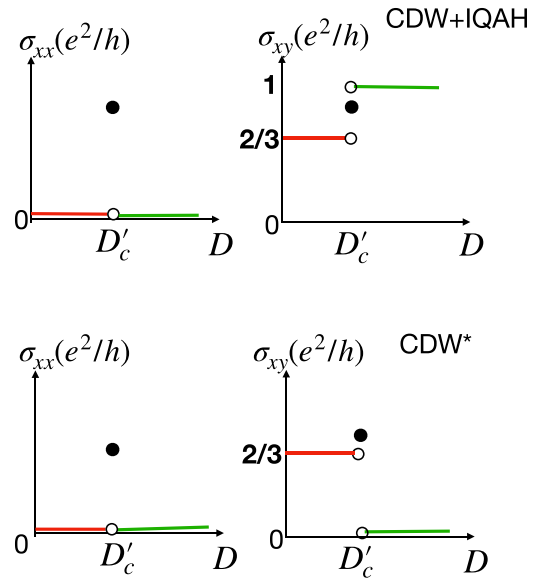 CDW+IQAH
σxx(e²/h)
σxy(e²/h)
1
2/3
0
0
D′c
D
D′c
D
CDW*
σxx(e²/h)
σxy(e²/h)
2/3
0
0
D′c
D
D′c
D